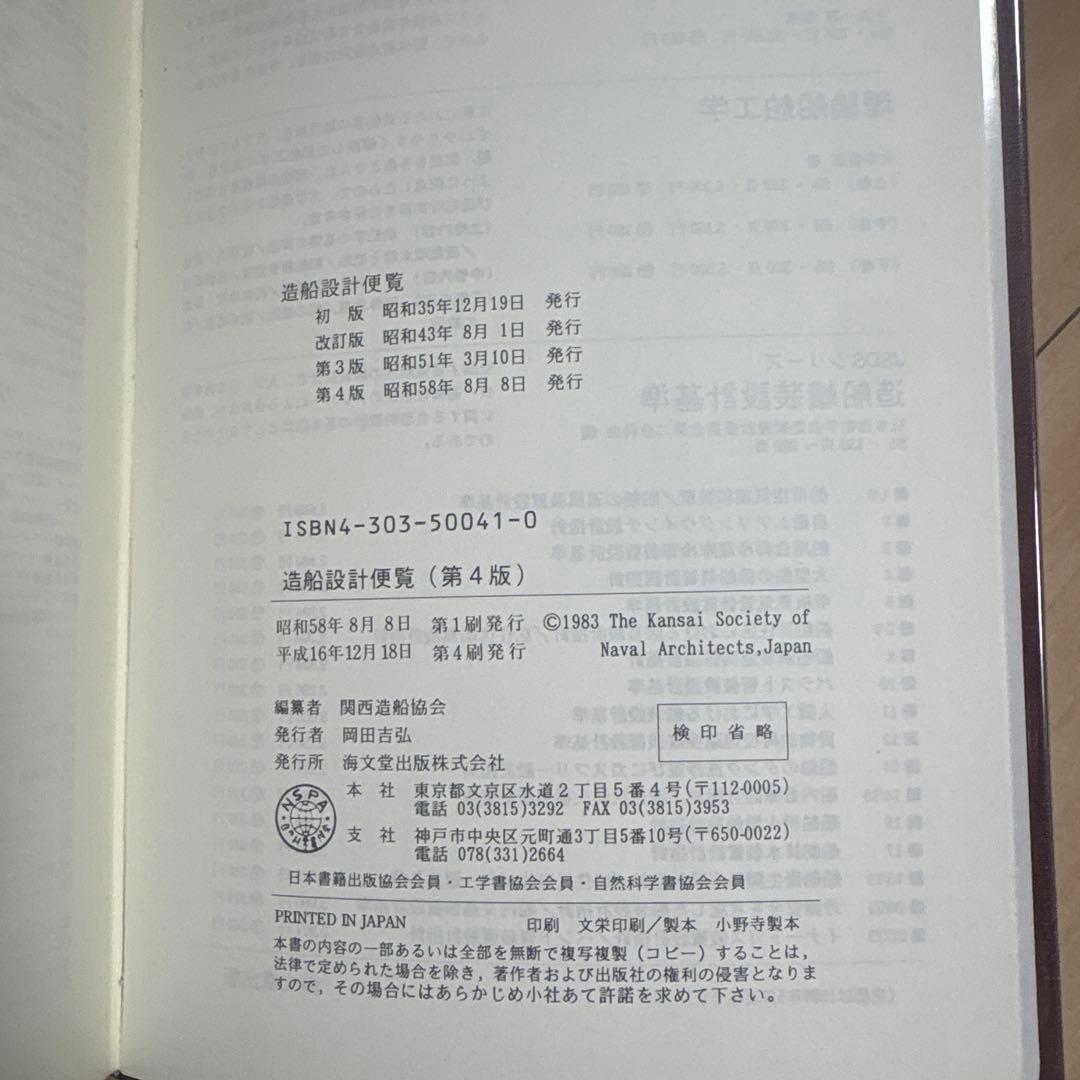 造船設計便覧
初 版 昭和35年12月19日 発行
改訂版 昭和43年 8月 1日 発行
第3版 昭和51年 3月10日 発行
第4版 昭和58年 8月 8日 発行
ISBN4-303-50041-0
造船設計便覧(第4版)
昭和58年 8月 8日 第1刷発行 ©1983 The Kansai Society of
平成16年12月18日 第4刷発行 Naval Architects,Japan
編纂者 関西造船協会
発行者 岡田吉弘
検印省略
発行所 海文堂出版株式会社
本 社 東京都文京区水道2丁目5番4号(〒112-0005)
電話 03(3815)3292 FAX 03(3815)3953
支 社 神戸市中央区元町通3丁目5番10号(〒650-0022)
電話 078(331)2664
NSPA
日本書籍出版協会会員・工学書協会会員・自然科学書協会会員
PRINTED IN JAPAN 印刷 文栄印刷/製本 小野寺製本
本書の内容の一部あるいは全部を無断で複写複製(コピー)することは,
法律で定められた場合を除き,著作者および出版社の権利の侵害となりま
すので,その場合にはあらかじめ小社あて許諾を求めて下さい。